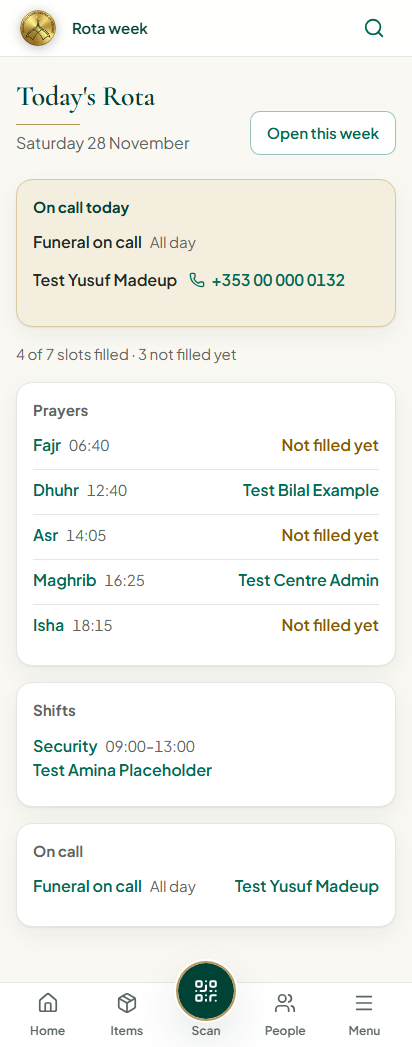 Rota week
Today's Rota
Saturday 28 November
Open this week
On call today
Funeral on call All day
Test Yusuf Madeup +353 00 000 0132
4 of 7 slots filled · 3 not filled yet
Prayers
Fajr 06:40 Not filled yet
Dhuhr 12:40 Test Bilal Example
Asr 14:05 Not filled yet
Maghrib 16:25 Test Centre Admin
Isha 18:15 Not filled yet
Shifts
Security 09:00–13:00
Test Amina Placeholder
On call
Funeral on call All day Test Yusuf Madeup
Home Items Scan People Menu